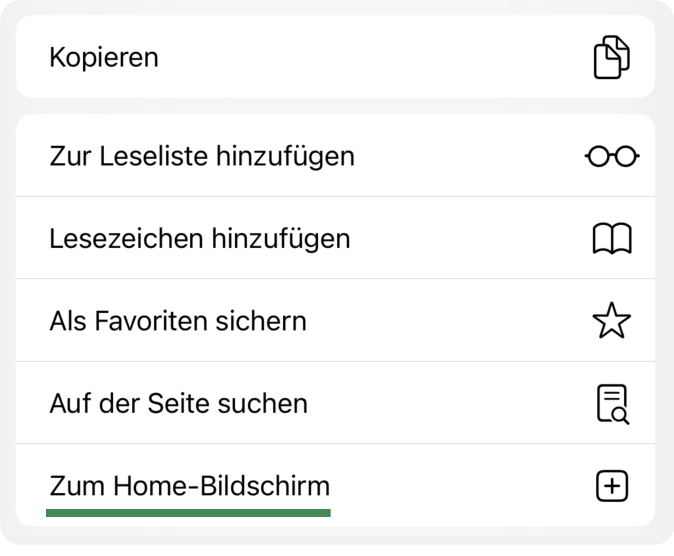 Kopieren
Zur Leseliste hinzufügen
Lesezeichen hinzufügen
Als Favoriten sichern
Auf der Seite suchen
Zum Home-Bildschirm